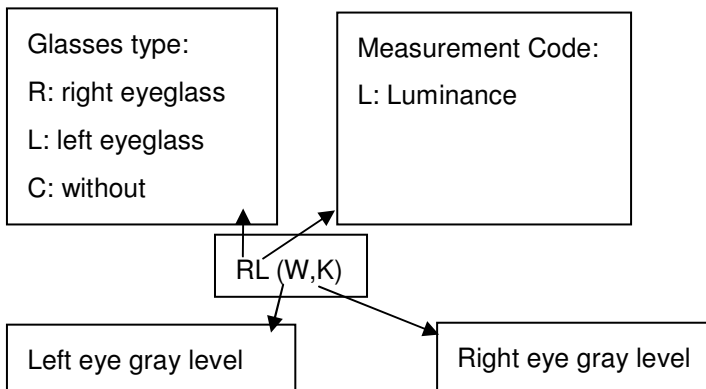 Glasses type:
R: right eyeglass
L: left eyeglass
C: without
Measurement Code:
L: Luminance
RL (W,K)
Left eye gray level
Right eye gray level